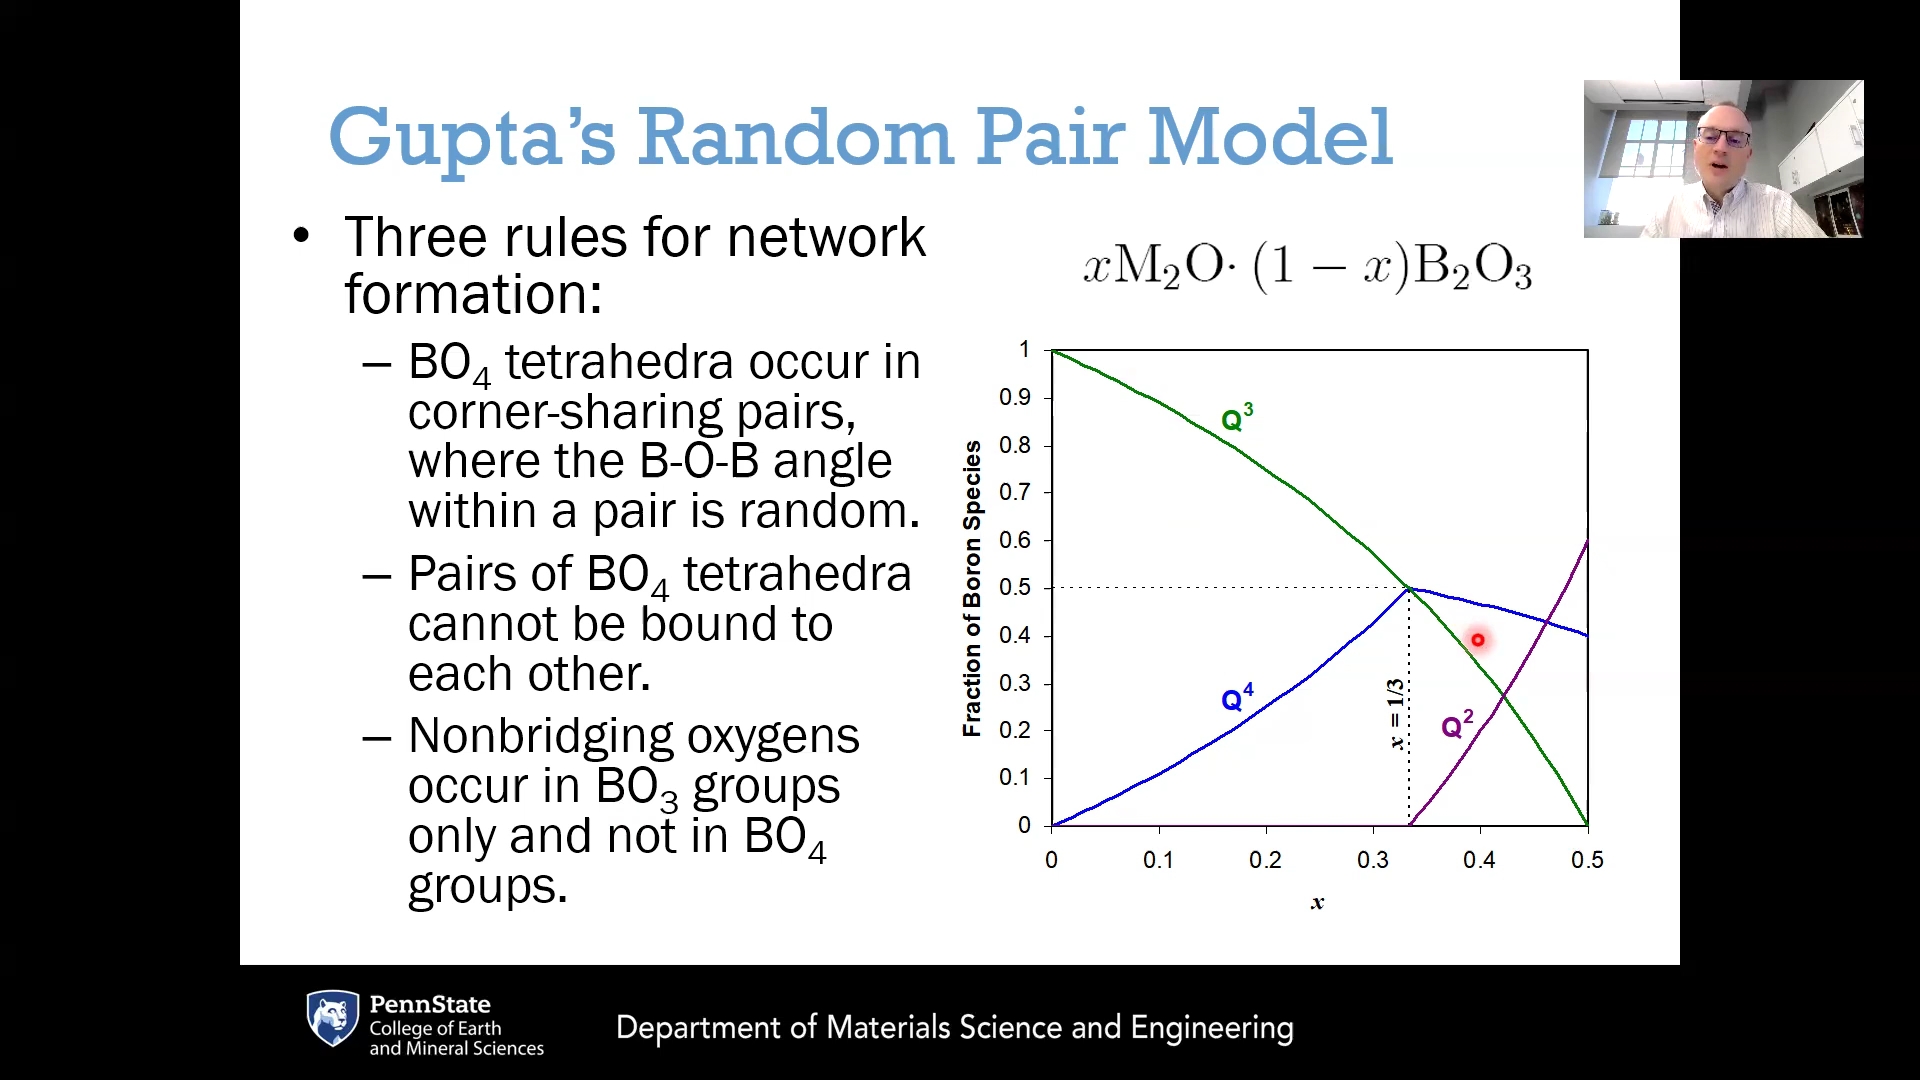 Gupta’s Random Pair Model
• Three rules for network
formation:
– BO₄ tetrahedra occur in
corner-sharing pairs,
where the B-O-B angle
within a pair is random.
– Pairs of BO₄ tetrahedra
cannot be bound to
each other.
– Nonbridging oxygens
occur in BO₃ groups
only and not in BO₄
groups.
xM₂O· (1 − x)B₂O₃
Fraction of Boron Species
1
0.9
0.8
0.7
0.6
0.5
0.4
0.3
0.2
0.1
0
Q³
Q⁴
x = 1/3
Q²
0 0.1 0.2 0.3 0.4 0.5
x
PennState
College of Earth
and Mineral Sciences
Department of Materials Science and Engineering